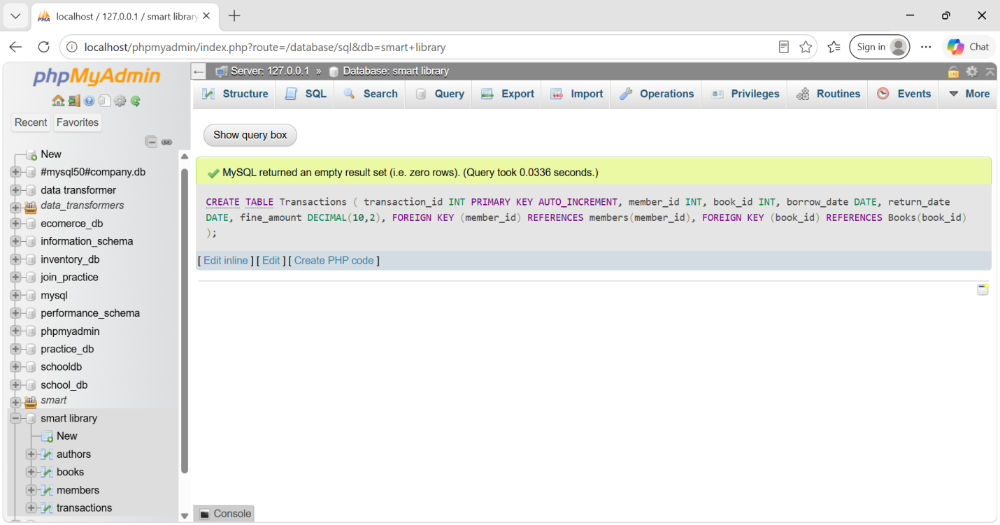 localhost / 127.0.0.1 / smart library
localhost/phpmyadmin/index.php?route=/database/sql&db=smart+library
Sign in
Chat
phpMyAdmin
Recent
Favorites
New
#mysql50#company.db
data transformer
data_transformers
ecomerce_db
information_schema
inventory_db
join_practice
mysql
performance_schema
phpmyadmin
practice_db
schooldb
school_db
smart
smart library
New
authors
books
members
transactions
Server: 127.0.0.1 » Database: smart library
Structure SQL Search Query Export Import Operations Privileges Routines Events More
Show query box
MySQL returned an empty result set (i.e. zero rows). (Query took 0.0336 seconds.)
CREATE TABLE Transactions ( transaction_id INT PRIMARY KEY AUTO_INCREMENT, member_id INT, book_id INT, borrow_date DATE, return_date
DATE, fine_amount DECIMAL(10,2), FOREIGN KEY (member_id) REFERENCES members(member_id), FOREIGN KEY (book_id) REFERENCES Books(book_id)
);
[ Edit inline ] [ Edit ] [ Create PHP code ]
Console